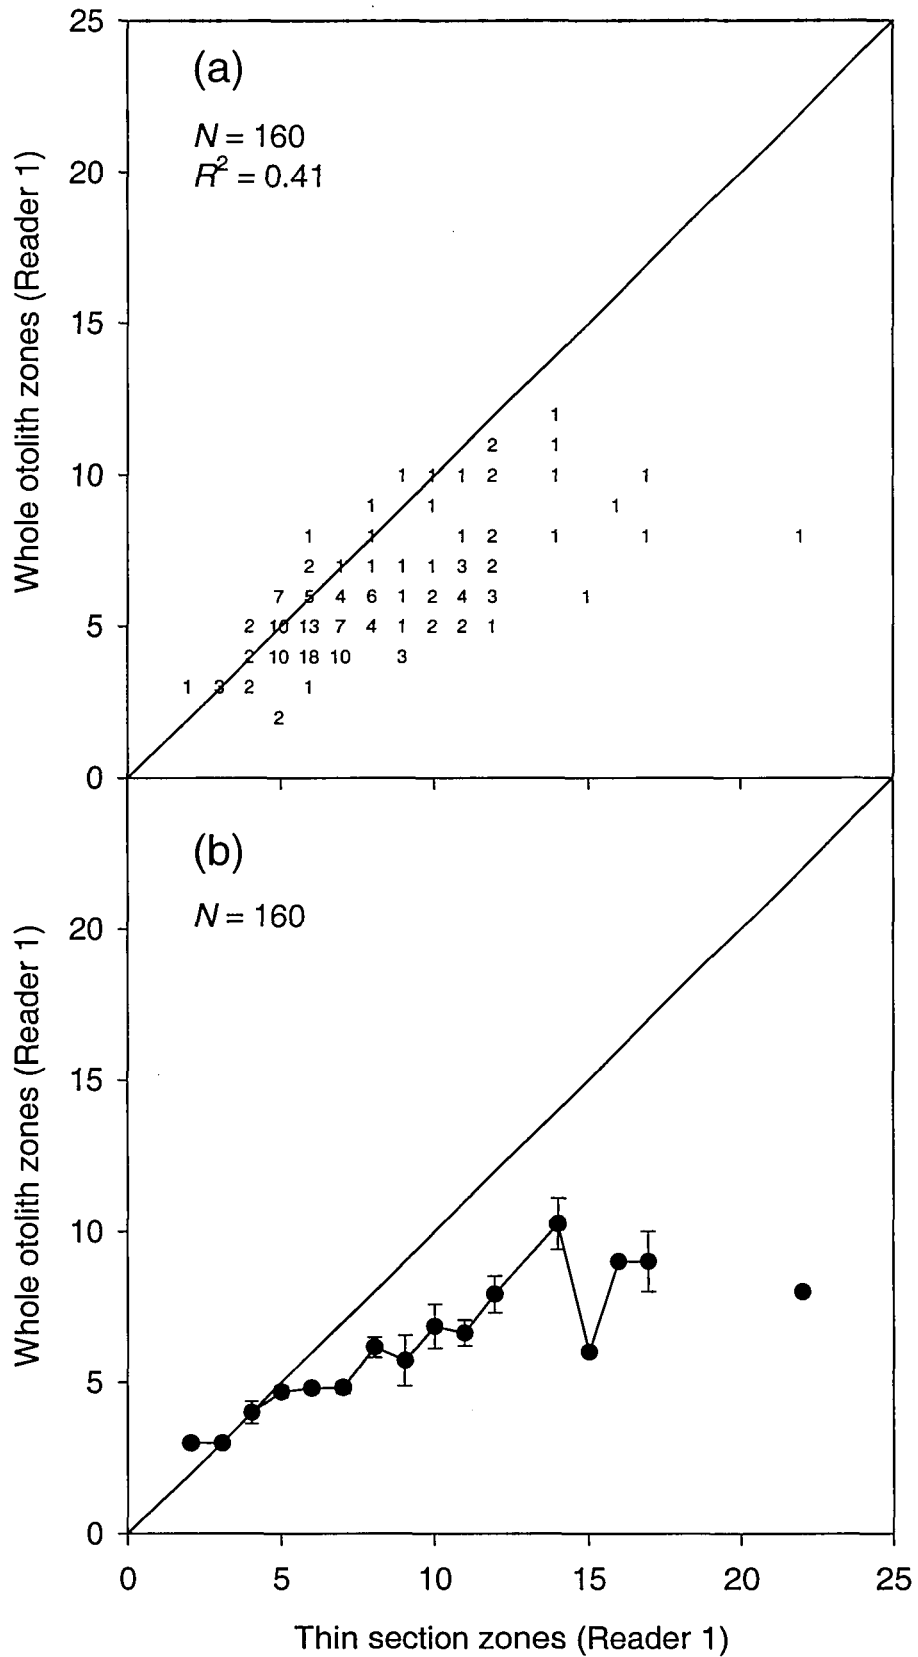 25
(a)
N = 160
R² = 0.41
20
15
10
5
0
Whole otolith zones (Reader 1)
1
2 1
1 1 1 2 1 1
1 1 1
1 1 1 2 1 1 1
2 1 1 1 1 3 2
7 5 4 6 1 2 4 3 1
2 10 13 7 4 1 2 2 1
2 10 18 10 3
1 3 2 1
2
(b)
N = 160
20
15
10
5
0
Whole otolith zones (Reader 1)
0 5 10 15 20 25
Thin section zones (Reader 1)